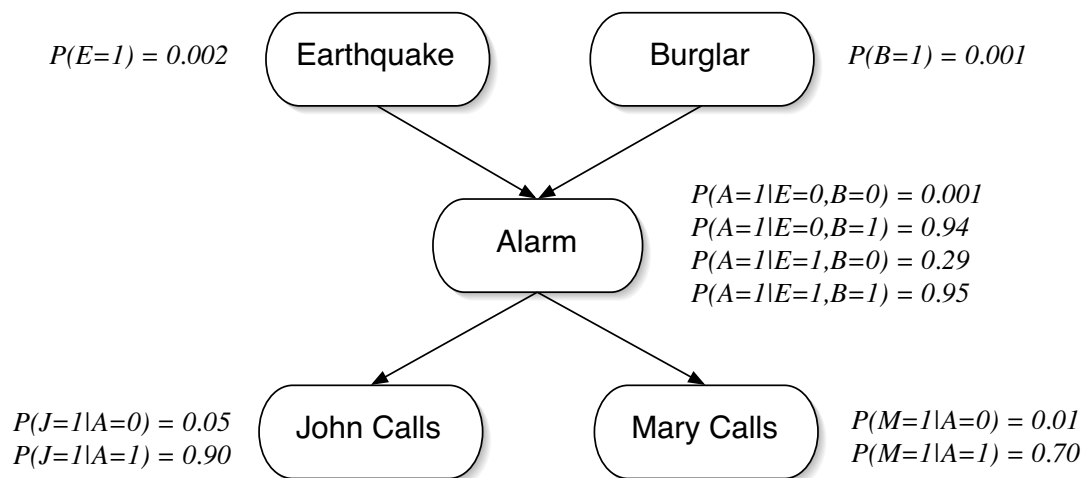 P(E=1) = 0.002
Earthquake
Burglar
P(B=1) = 0.001
Alarm
P(A=1|E=0,B=0) = 0.001
P(A=1|E=0,B=1) = 0.94
P(A=1|E=1,B=0) = 0.29
P(A=1|E=1,B=1) = 0.95
P(J=1|A=0) = 0.05
P(J=1|A=1) = 0.90
John Calls
Mary Calls
P(M=1|A=0) = 0.01
P(M=1|A=1) = 0.70